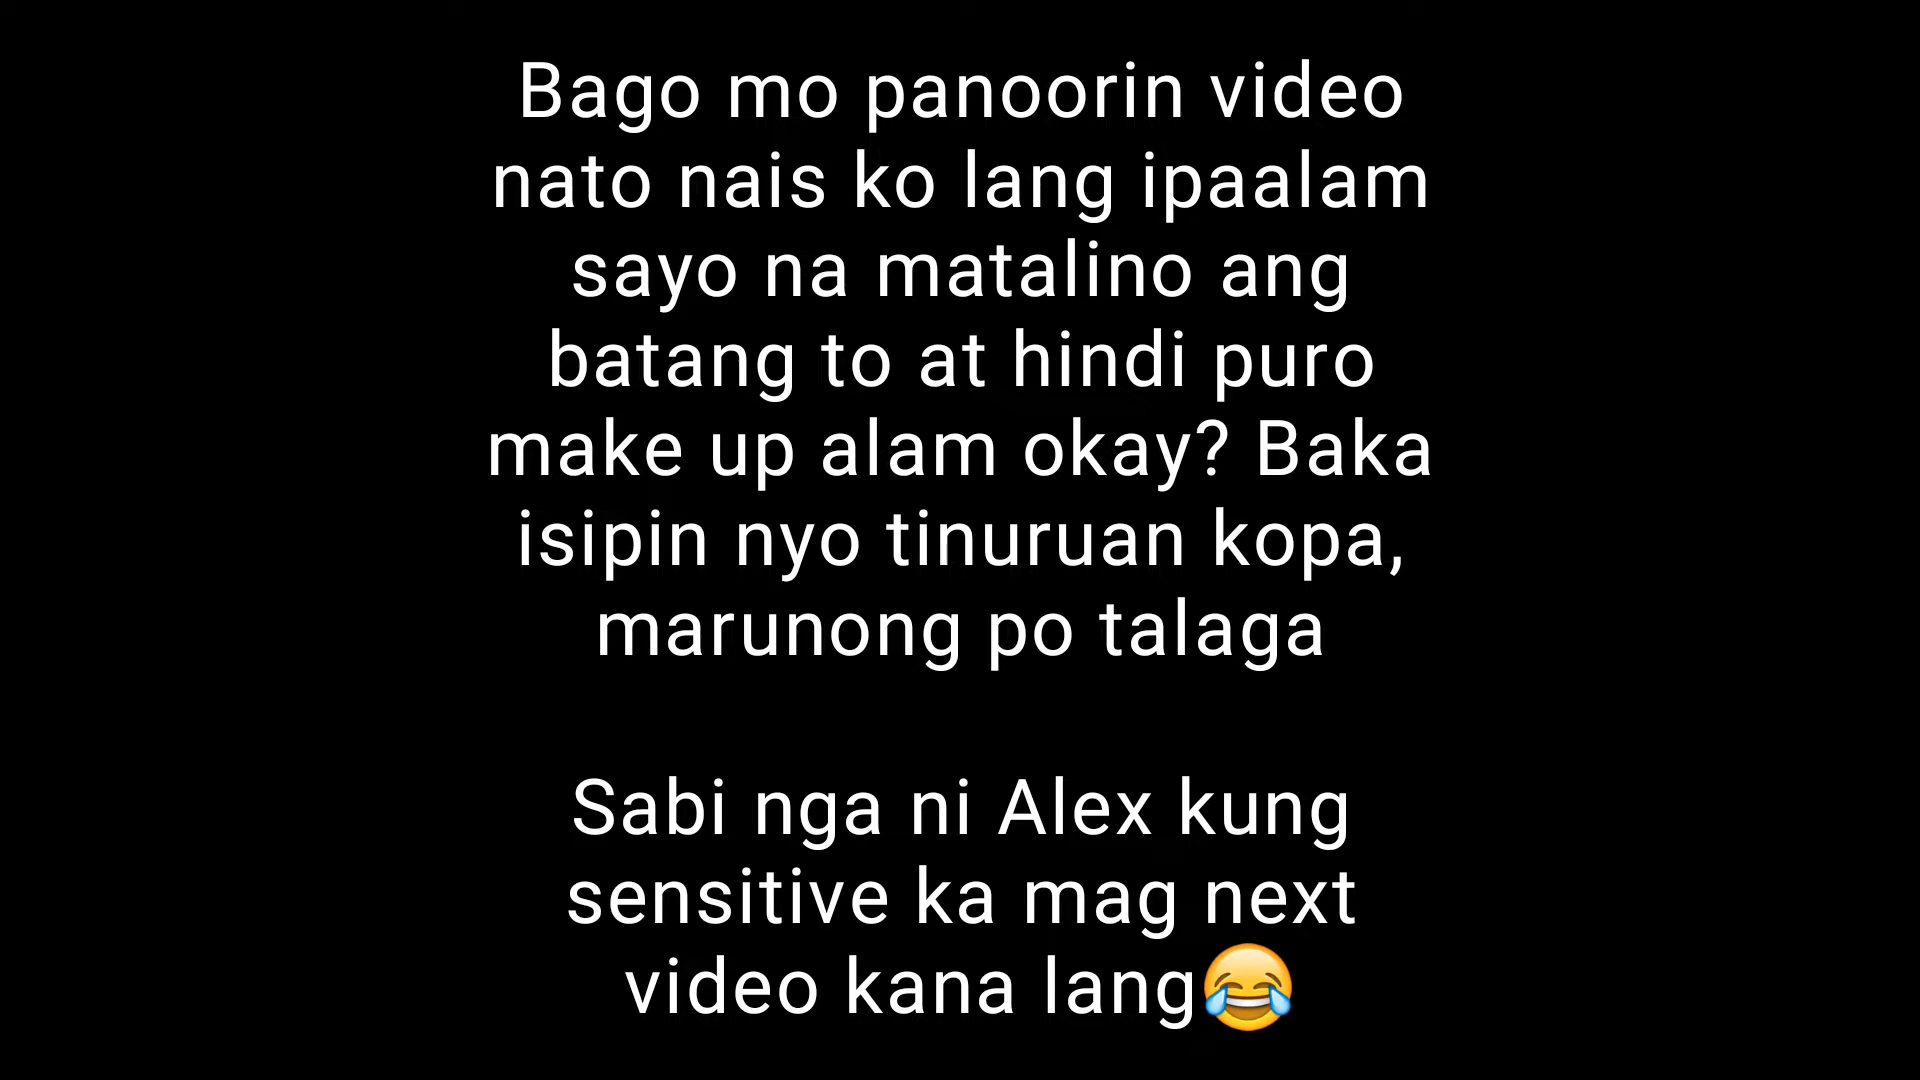 Bago mo panoorin video
nato nais ko lang ipaalam
sayo na matalino ang
batang to at hindi puro
make up alam okay? Baka
isipin nyo tinuruan kopa,
marunong po talaga
Sabi nga ni Alex kung
sensitive ka mag next
video kana lang😂